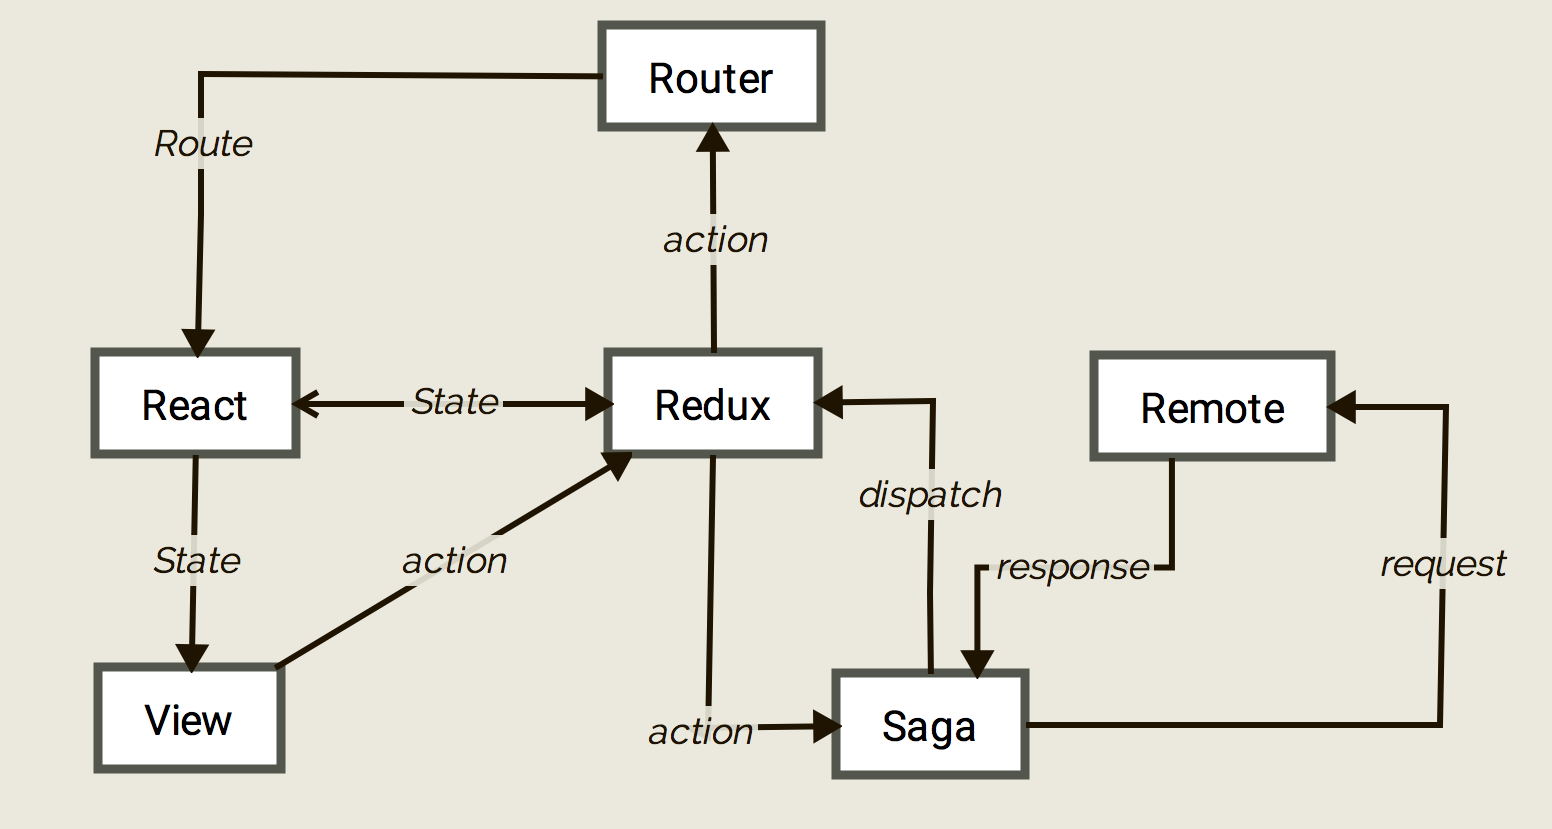 Router
Route
action
React
State
Redux
Remote
dispatch
State
action
response
request
View
action
Saga